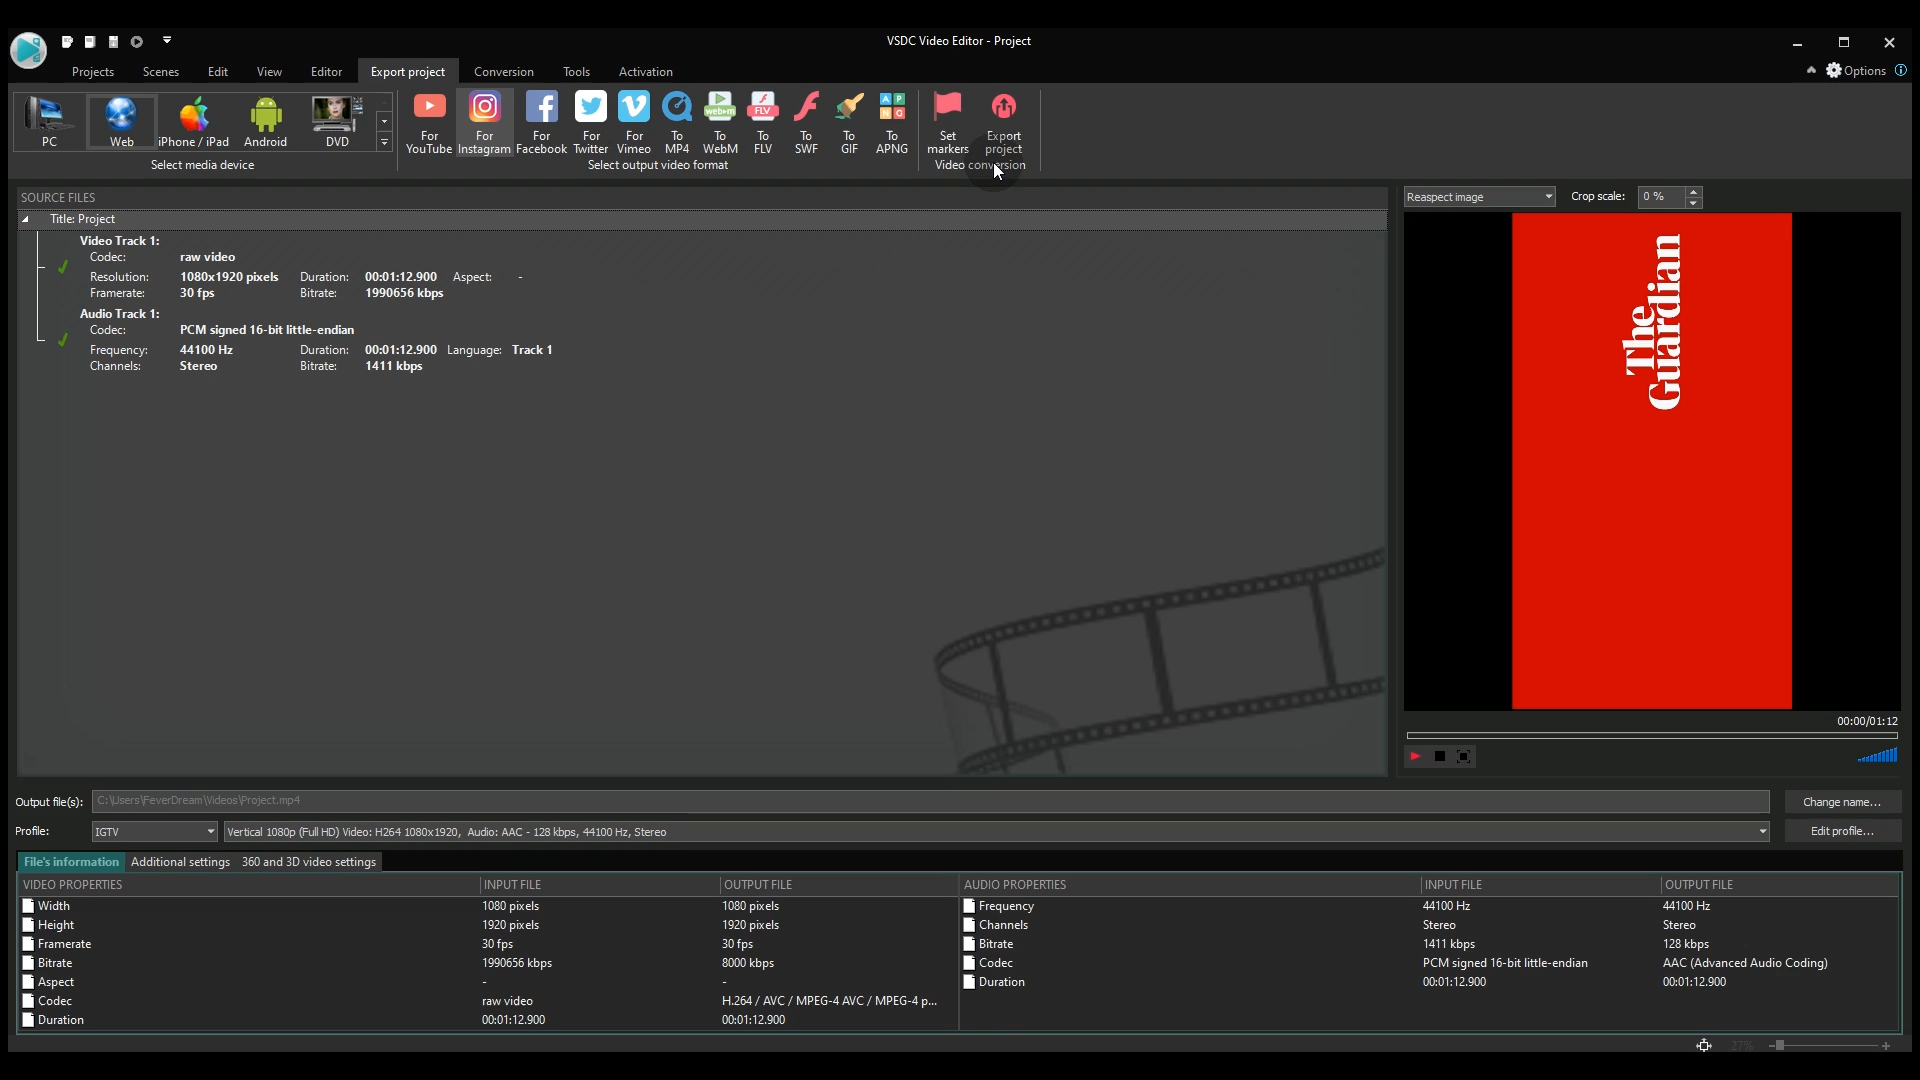 VSDC Video Editor - Project
Projects Scenes Edit View Editor Export project Conversion Tools Activation Options
PC Web iPhone / iPad Android DVD
Select media device
For YouTube
For Instagram
For Facebook
For Twitter
For Vimeo
To MP4
To WebM
To FLV
To SWF
To GIF
To APNG
Select output video format
Set markers
Export project
Video conversion
SOURCE FILES
Title: Project
Video Track 1:
Codec: raw video
Resolution: 1080x1920 pixels Duration: 00:01:12.900 Aspect: -
Framerate: 30 fps Bitrate: 1990656 kbps
Audio Track 1:
Codec: PCM signed 16-bit little-endian
Frequency: 44100 Hz Duration: 00:01:12.900 Language: Track 1
Channels: Stereo Bitrate: 1411 kbps
Reaspect image Crop scale: 0 %
The
Guardian
00:00/01:12
Output file(s): C:\Users\FeverDream\Videos\Project.mp4 Change name...
Profile: IGTV Vertical 1080p (Full HD) Video: H264 1080x1920, Audio: AAC - 128 kbps, 44100 Hz, Stereo Edit profile...
File's information Additional settings 360 and 3D video settings
VIDEO PROPERTIES INPUT FILE OUTPUT FILE AUDIO PROPERTIES INPUT FILE OUTPUT FILE
Width 1080 pixels 1080 pixels Frequency 44100 Hz 44100 Hz
Height 1920 pixels 1920 pixels Channels Stereo Stereo
Framerate 30 fps 30 fps Bitrate 1411 kbps 128 kbps
Bitrate 1990656 kbps 8000 kbps Codec PCM signed 16-bit little-endian AAC (Advanced Audio Coding)
Aspect - - Duration 00:01:12.900 00:01:12.900
Codec raw video H.264 / AVC / MPEG-4 AVC / MPEG-4 p...
Duration 00:01:12.900 00:01:12.900
27%